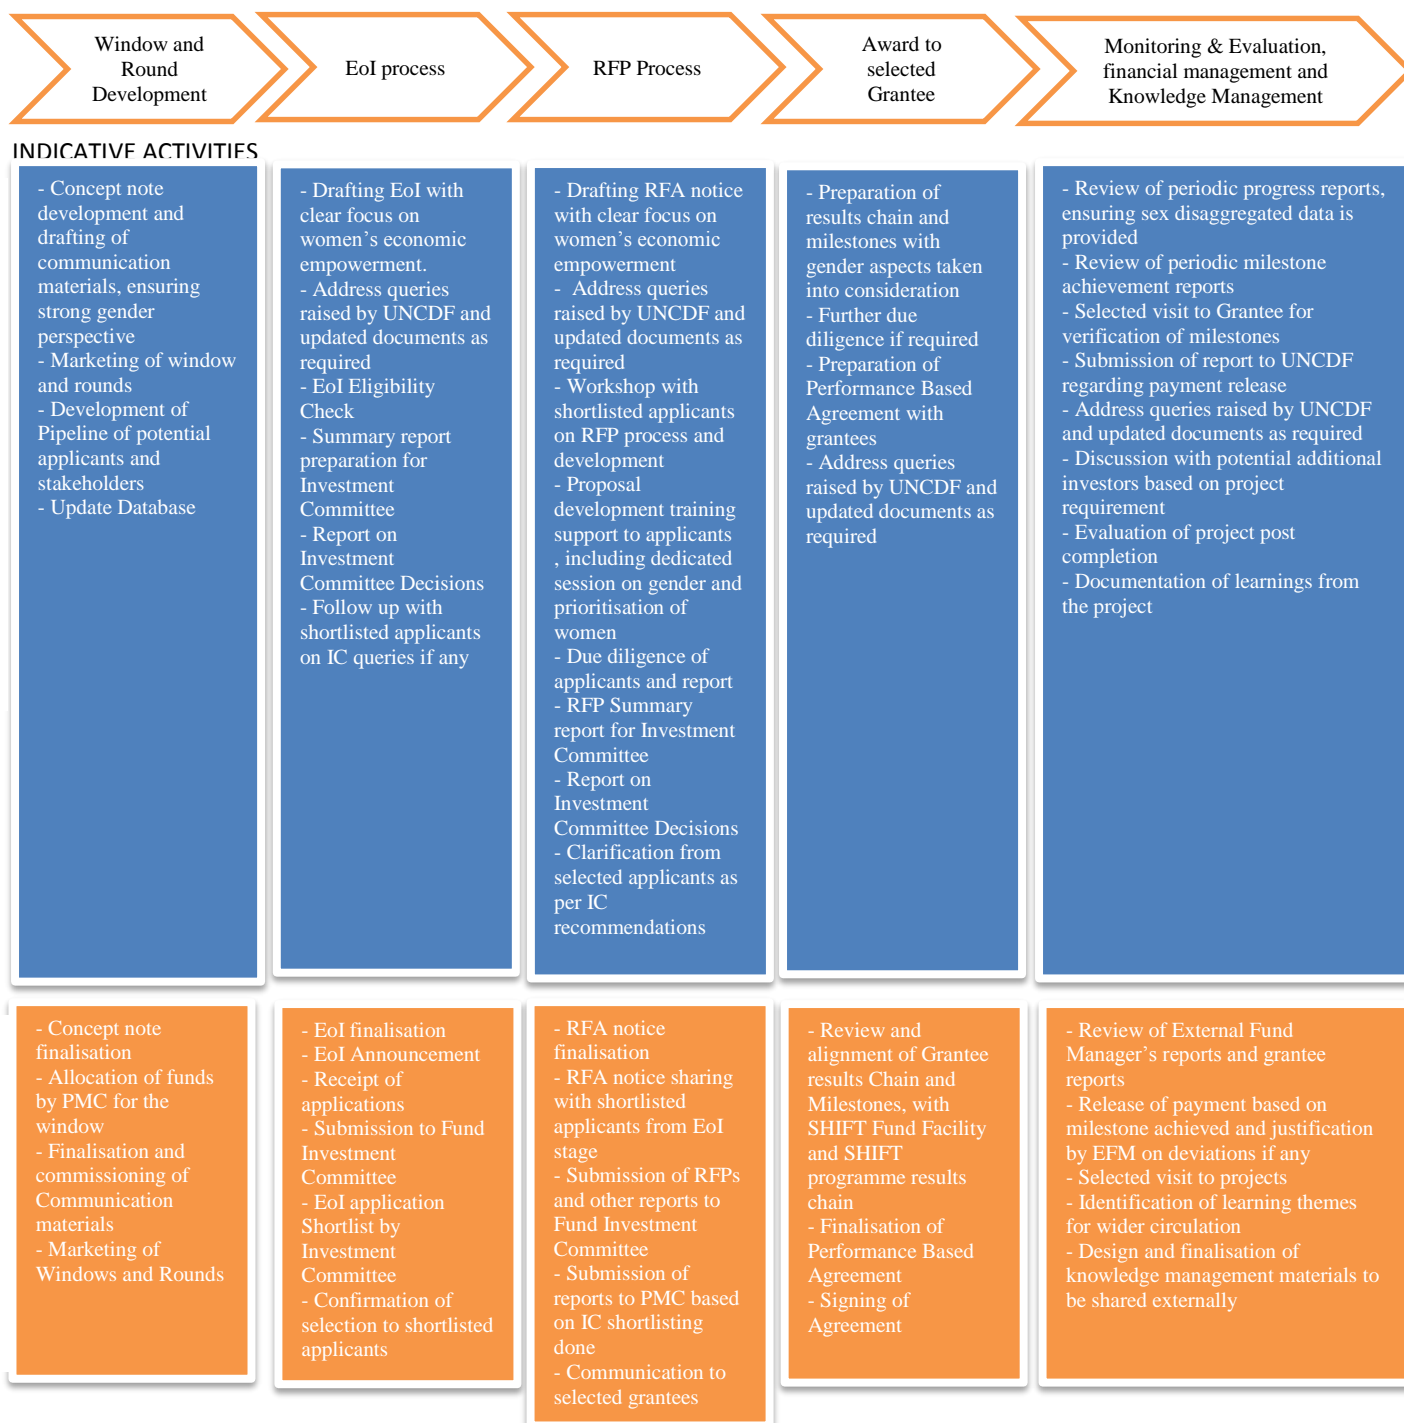 Window and
Round
Development
EoI process
RFP Process
Award to
selected
Grantee
Monitoring & Evaluation,
financial management and
Knowledge Management
INDICATIVE ACTIVITIES
- Concept note
development and
drafting of
communication
materials, ensuring
strong gender
perspective
- Marketing of window
and rounds
- Development of
Pipeline of potential
applicants and
stakeholders
- Update Database
- Drafting EoI with
clear focus on
women’s economic
empowerment.
- Address queries
raised by UNCDF and
updated documents as
required
- EoI Eligibility
Check
- Summary report
preparation for
Investment
Committee
- Report on
Investment
Committee Decisions
- Follow up with
shortlisted applicants
on IC queries if any
- Drafting RFA notice
with clear focus on
women’s economic
empowerment
- Address queries
raised by UNCDF and
updated documents as
required
- Workshop with
shortlisted applicants
on RFP process and
development
- Proposal
development training
support to applicants
, including dedicated
session on gender and
prioritisation of
women
- Due diligence of
applicants and report
- RFP Summary
report for Investment
Committee
- Report on
Investment
Committee Decisions
- Clarification from
selected applicants as
per IC
recommendations
- Preparation of
results chain and
milestones with
gender aspects taken
into consideration
- Further due
diligence if required
- Preparation of
Performance Based
Agreement with
grantees
- Address queries
raised by UNCDF and
updated documents as
required
- Review of periodic progress reports,
ensuring sex disaggregated data is
provided
- Review of periodic milestone
achievement reports
- Selected visit to Grantee for
verification of milestones
- Submission of report to UNCDF
regarding payment release
- Address queries raised by UNCDF
and updated documents as required
- Discussion with potential additional
investors based on project
requirement
- Evaluation of project post
completion
- Documentation of learnings from
the project
- Concept note
finalisation
- Allocation of funds
by PMC for the
window
- Finalisation and
commissioning of
Communication
materials
- Marketing of
Windows and Rounds
- EoI finalisation
- EoI Announcement
- Receipt of
applications
- Submission to Fund
Investment
Committee
- EoI application
Shortlist by
Investment
Committee
- Confirmation of
selection to shortlisted
applicants
- RFA notice
finalisation
- RFA notice sharing
with shortlisted
applicants from EoI
stage
- Submission of RFPs
and other reports to
Fund Investment
Committee
- Submission of
reports to PMC based
on IC shortlisting
done
- Communication to
selected grantees
- Review and
alignment of Grantee
results Chain and
Milestones, with
SHIFT Fund Facility
and SHIFT
programme results
chain
- Finalisation of
Performance Based
Agreement
- Signing of
Agreement
- Review of External Fund
Manager’s reports and grantee
reports
- Release of payment based on
milestone achieved and justification
by EFM on deviations if any
- Selected visit to projects
- Identification of learning themes
for wider circulation
- Design and finalisation of
knowledge management materials to
be shared externally